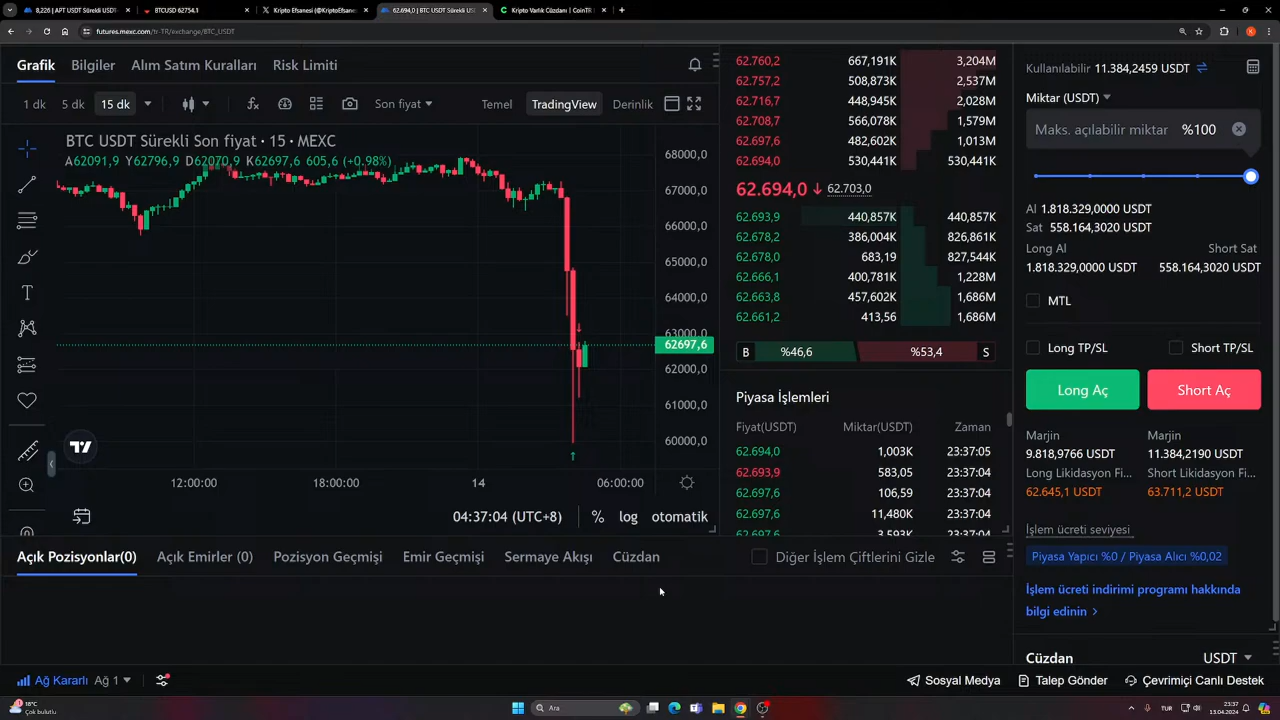 8,226 | APT USDT Sürekli USDT
BTCUSD 62754.1
Kripto Efsanesi (@KriptoEfsane
62.694,0 | BTC USDT Sürekli US
Kripto Varlık Cüzdanı | CoinTR |
futures.mexc.com/tr-TR/exchange/BTC_USDT
K
Grafik Bilgiler Alım Satım Kuralları Risk Limiti
1 dk 5 dk 15 dk Son fiyat Temel TradingView Derinlik
BTC USDT Sürekli Son fiyat · 15 · MEXC
A62091,9 Y62796,9 D62070,9 K62697,6 605,6 (+0.98%)
68000,0
67000,0
66000,0
65000,0
64000,0
63000,0
62697,6
62000,0
61000,0
60000,0
12:00:00 18:00:00 14 06:00:00
04:37:04 (UTC+8) % log otomatik
62.760,2 667,191K 3,204M
62.757,2 508,873K 2,537M
62.716,7 448,945K 2,028M
62.708,7 566,078K 1,579M
62.697,6 482,602K 1,013M
62.694,0 530,441K 530,441K
62.694,0 ↓ 62.703,0
62.693,9 440,857K 440,857K
62.678,2 386,004K 826,861K
62.678,0 683,19 827,544K
62.666,1 400,781K 1,228M
62.663,8 457,602K 1,686M
62.661,2 413,56 1,686M
B %46,6 %53,4 S
Piyasa İşlemleri
Fiyat(USDT) Miktar(USDT) Zaman
62.694,0 1,003K 23:37:05
62.693,9 583,05 23:37:04
62.697,6 106,59 23:37:04
62.697,6 11,480K 23:37:04
62.697,6 3,593K 23:37:04
Kullanılabilir 11.384,2459 USDT
Miktar (USDT)
Maks. açılabilir miktar %100
Al 1.818.329,0000 USDT
Sat 558.164,3020 USDT
Long Al Short Sat
1.818.329,0000 USDT 558.164,3020 USDT
MTL
Long TP/SL Short TP/SL
Long Aç Short Aç
Marjin Marjin
9.818,9766 USDT 11.384,2190 USDT
Long Likidasyon Fi... Short Likidasyon Fi...
62.645,1 USDT 63.711,2 USDT
İşlem ücreti seviyesi
Piyasa Yapıcı %0 / Piyasa Alıcı %0,02
İşlem ücreti indirimi programı hakkında
bilgi edinin >
Cüzdan USDT
Açık Pozisyonlar(0) Açık Emirler (0) Pozisyon Geçmişi Emir Geçmişi Sermaye Akışı Cüzdan Diğer İşlem Çiftlerini Gizle
Ağ Kararlı Ağ 1 Sosyal Medya Talep Gönder Çevrimiçi Canlı Destek
18°C
Çok bulutlu
Ara
TUR
23:37
13.04.2024